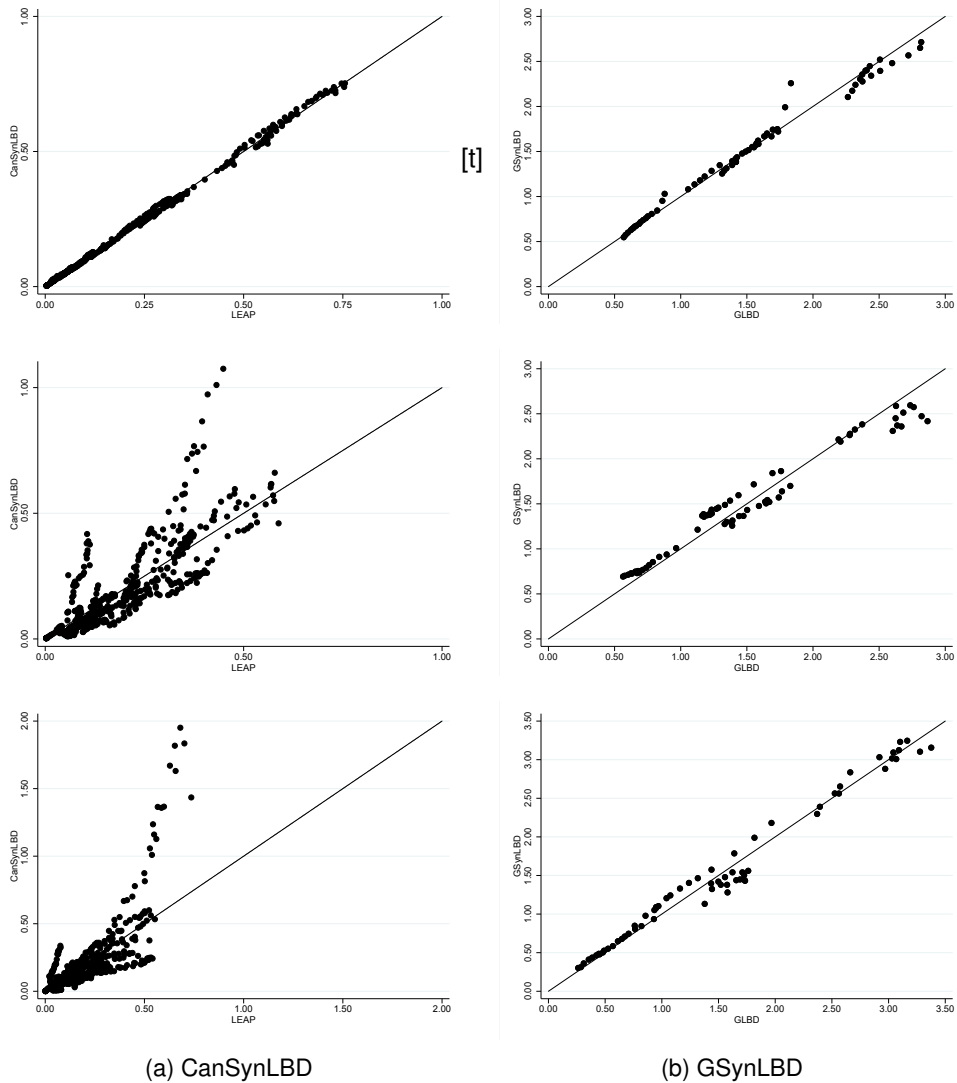 1.00
0.50
0.00
CanSynLBD
0.00 0.25 0.50 0.75 1.00
LEAP
[t]
3.00
2.50
2.00
1.50
1.00
0.50
0.00
GSynLBD
0.00 0.50 1.00 1.50 2.00 2.50 3.00
GLBD
1.00
0.50
0.00
CanSynLBD
0.00 0.50 1.00
LEAP
3.00
2.50
2.00
1.50
1.00
0.50
0.00
GSynLBD
0.00 0.50 1.00 1.50 2.00 2.50 3.00
GLBD
2.00
1.50
1.00
0.50
0.00
CanSynLBD
0.00 0.50 1.00 1.50 2.00
LEAP
3.50
3.00
2.50
2.00
1.50
1.00
0.50
0.00
GSynLBD
0.00 0.50 1.00 1.50 2.00 2.50 3.00 3.50
GLBD
(a) CanSynLBD
(b) GSynLBD